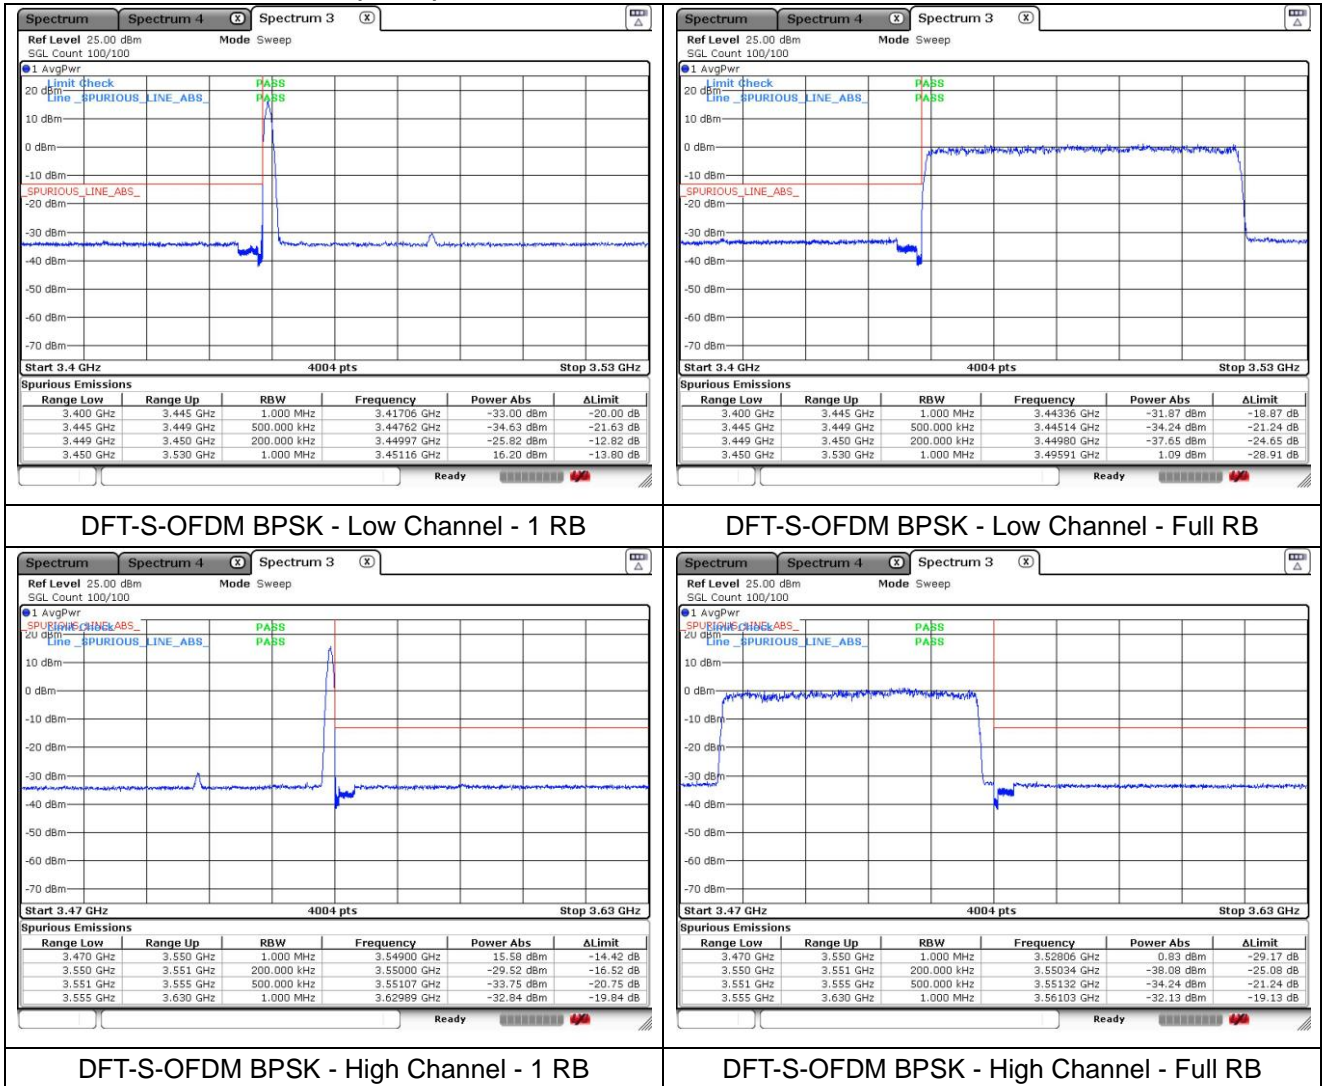 Spectrum Spectrum 4 Spectrum 3
Ref Level 25.00 dBm Mode Sweep
SGL Count 100/100
1 AvgPwr
Limit Check PASS
20 dBm
Line _SPURIOUS_LINE_ABS_ PASS
10 dBm
0 dBm
-10 dBm
_SPURIOUS_LINE_ABS_
-20 dBm
-30 dBm
-40 dBm
-50 dBm
-60 dBm
-70 dBm
Start 3.4 GHz 4004 pts Stop 3.53 GHz
Spurious Emissions
Range Low Range Up RBW Frequency Power Abs ΔLimit
3.400 GHz 3.445 GHz 1.000 MHz 3.41706 GHz -33.00 dBm -20.00 dB
3.445 GHz 3.449 GHz 500.000 kHz 3.44762 GHz -34.63 dBm -21.63 dB
3.449 GHz 3.450 GHz 200.000 kHz 3.44997 GHz -25.82 dBm -12.82 dB
3.450 GHz 3.530 GHz 1.000 MHz 3.45116 GHz 16.20 dBm -13.80 dB
Ready
DFT-S-OFDM BPSK - Low Channel - 1 RB
Spectrum Spectrum 4 Spectrum 3
Ref Level 25.00 dBm Mode Sweep
SGL Count 100/100
1 AvgPwr
Limit Check PASS
20 dBm
Line _SPURIOUS_LINE_ABS_ PASS
10 dBm
0 dBm
-10 dBm
_SPURIOUS_LINE_ABS_
-20 dBm
-30 dBm
-40 dBm
-50 dBm
-60 dBm
-70 dBm
Start 3.4 GHz 4004 pts Stop 3.53 GHz
Spurious Emissions
Range Low Range Up RBW Frequency Power Abs ΔLimit
3.400 GHz 3.445 GHz 1.000 MHz 3.44336 GHz -31.87 dBm -18.87 dB
3.445 GHz 3.449 GHz 500.000 kHz 3.44514 GHz -34.24 dBm -21.24 dB
3.449 GHz 3.450 GHz 200.000 kHz 3.44980 GHz -37.65 dBm -24.65 dB
3.450 GHz 3.530 GHz 1.000 MHz 3.49591 GHz 1.09 dBm -28.91 dB
Ready
DFT-S-OFDM BPSK - Low Channel - Full RB
Spectrum Spectrum 4 Spectrum 3
Ref Level 25.00 dBm Mode Sweep
SGL Count 100/100
1 AvgPwr
_SPURIOUS_LINE_ABS_
Limit Check PASS
20 dBm
Line _SPURIOUS_LINE_ABS_ PASS
10 dBm
0 dBm
-10 dBm
-20 dBm
-30 dBm
-40 dBm
-50 dBm
-60 dBm
-70 dBm
Start 3.47 GHz 4004 pts Stop 3.63 GHz
Spurious Emissions
Range Low Range Up RBW Frequency Power Abs ΔLimit
3.470 GHz 3.550 GHz 1.000 MHz 3.54900 GHz 15.58 dBm -14.42 dB
3.550 GHz 3.551 GHz 200.000 kHz 3.55000 GHz -29.52 dBm -16.52 dB
3.551 GHz 3.555 GHz 500.000 kHz 3.55107 GHz -33.75 dBm -20.75 dB
3.555 GHz 3.630 GHz 1.000 MHz 3.62989 GHz -32.84 dBm -19.84 dB
Ready
DFT-S-OFDM BPSK - High Channel - 1 RB
Spectrum Spectrum 4 Spectrum 3
Ref Level 25.00 dBm Mode Sweep
SGL Count 100/100
1 AvgPwr
_SPURIOUS_LINE_ABS_
Limit Check PASS
20 dBm
Line _SPURIOUS_LINE_ABS_ PASS
10 dBm
0 dBm
-10 dBm
-20 dBm
-30 dBm
-40 dBm
-50 dBm
-60 dBm
-70 dBm
Start 3.47 GHz 4004 pts Stop 3.63 GHz
Spurious Emissions
Range Low Range Up RBW Frequency Power Abs ΔLimit
3.470 GHz 3.550 GHz 1.000 MHz 3.52806 GHz 0.83 dBm -29.17 dB
3.550 GHz 3.551 GHz 200.000 kHz 3.55034 GHz -38.08 dBm -25.08 dB
3.551 GHz 3.555 GHz 500.000 kHz 3.55132 GHz -34.24 dBm -21.24 dB
3.555 GHz 3.630 GHz 1.000 MHz 3.56103 GHz -32.13 dBm -19.13 dB
Ready
DFT-S-OFDM BPSK - High Channel - Full RB